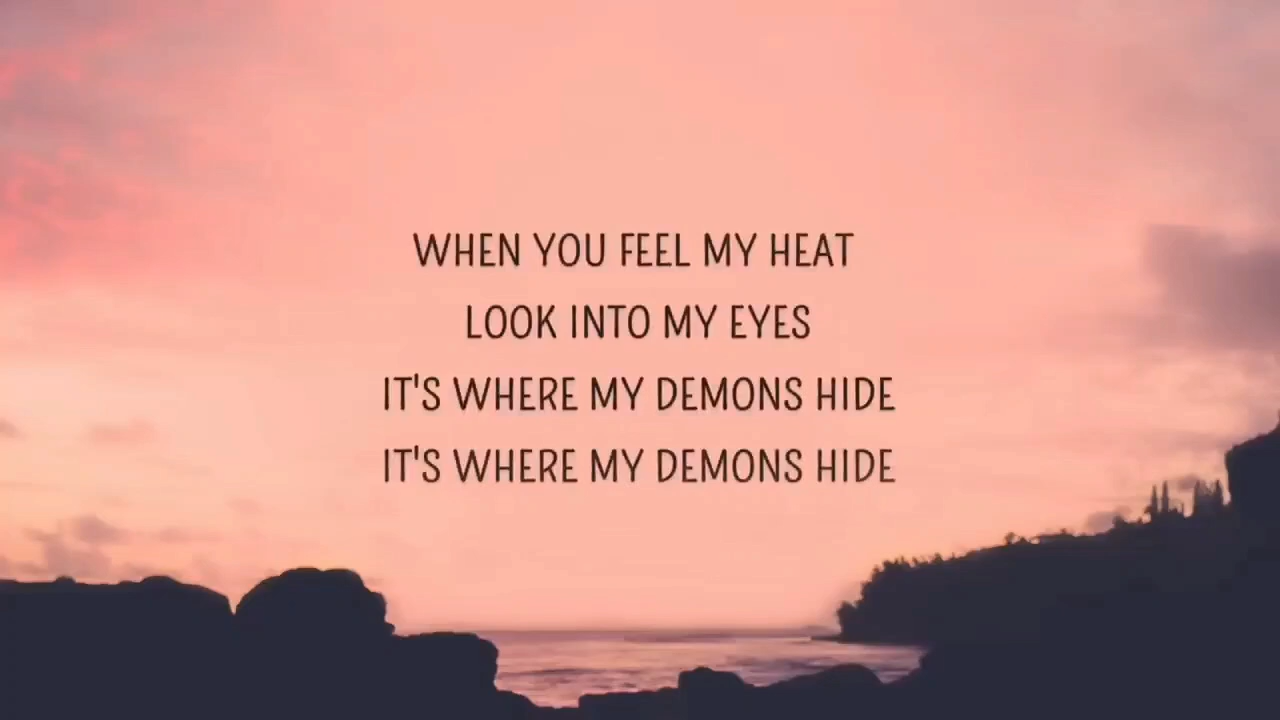 WHEN YOU FEEL MY HEAT
LOOK INTO MY EYES
IT'S WHERE MY DEMONS HIDE
IT'S WHERE MY DEMONS HIDE